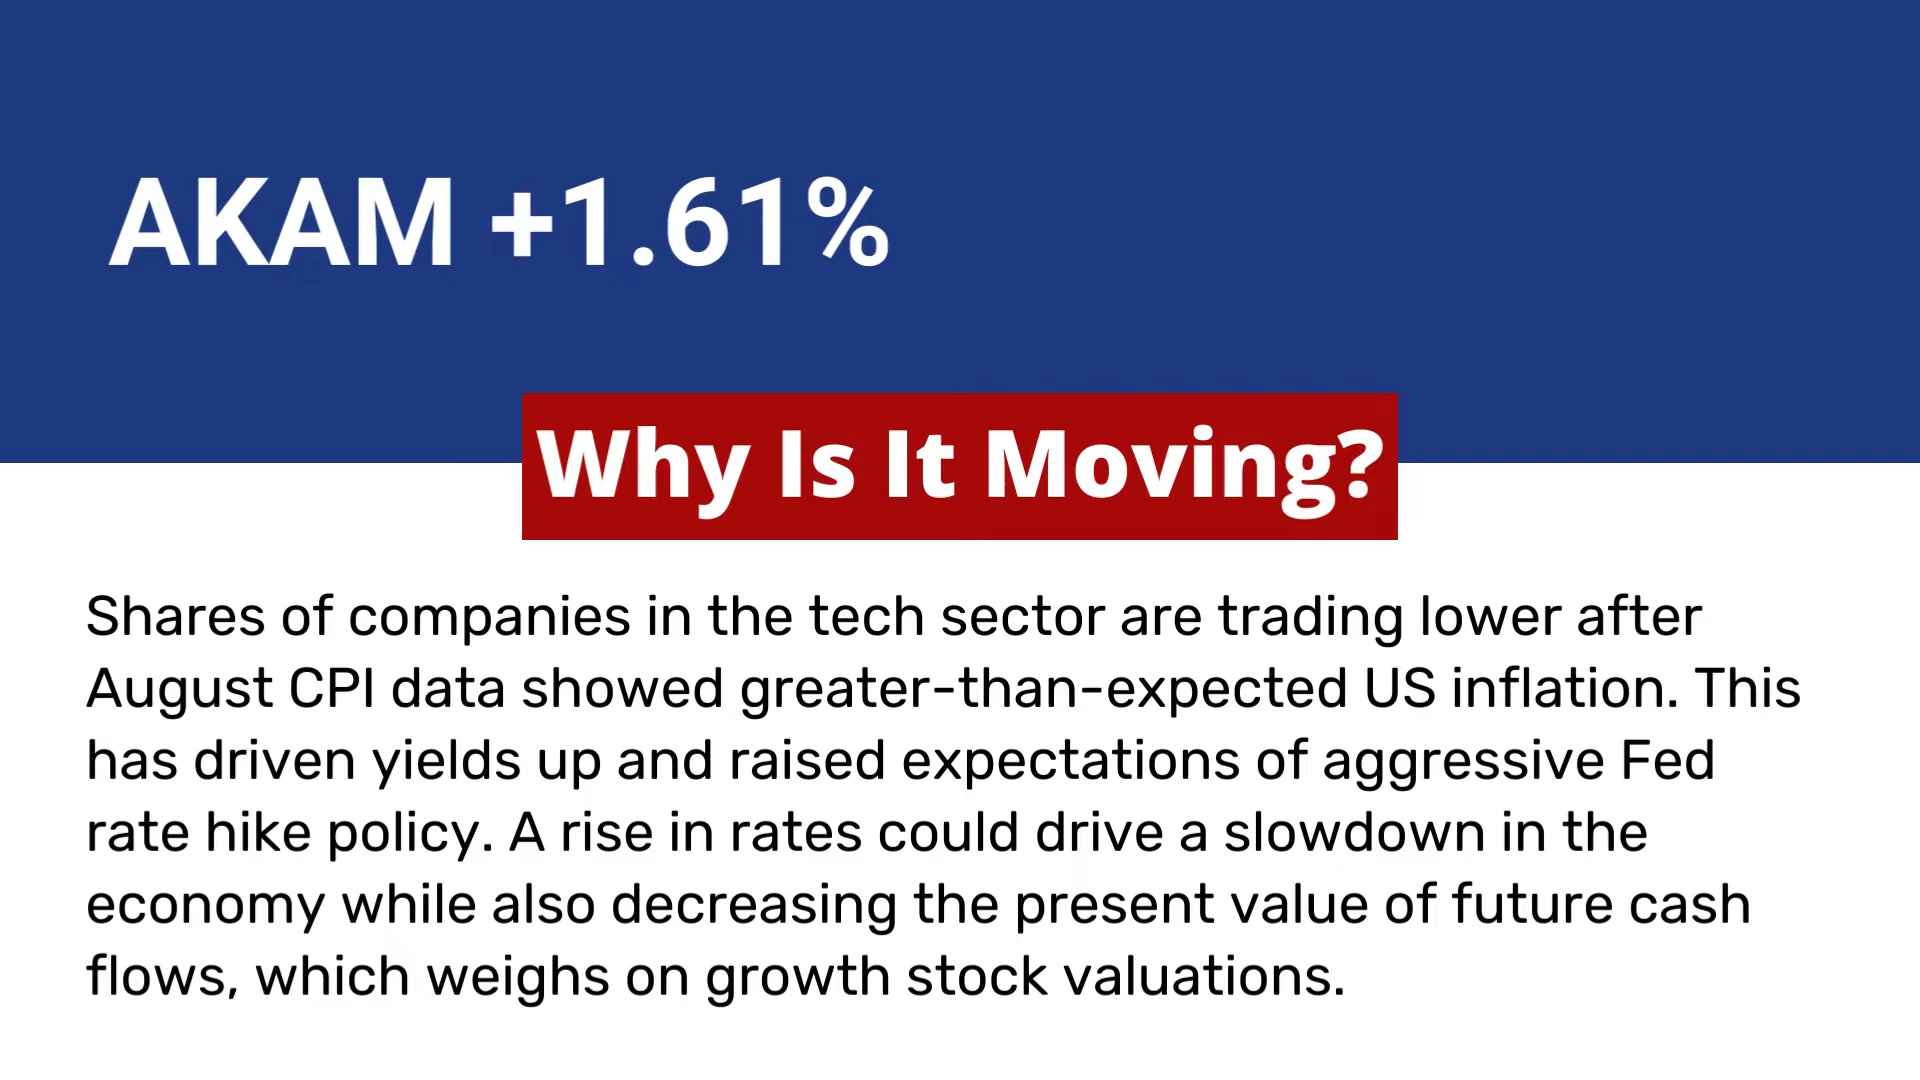 AKAM +1.61%
Why Is It Moving?
Shares of companies in the tech sector are trading lower after
August CPI data showed greater-than-expected US inflation. This
has driven yields up and raised expectations of aggressive Fed
rate hike policy. A rise in rates could drive a slowdown in the
economy while also decreasing the present value of future cash
flows, which weighs on growth stock valuations.